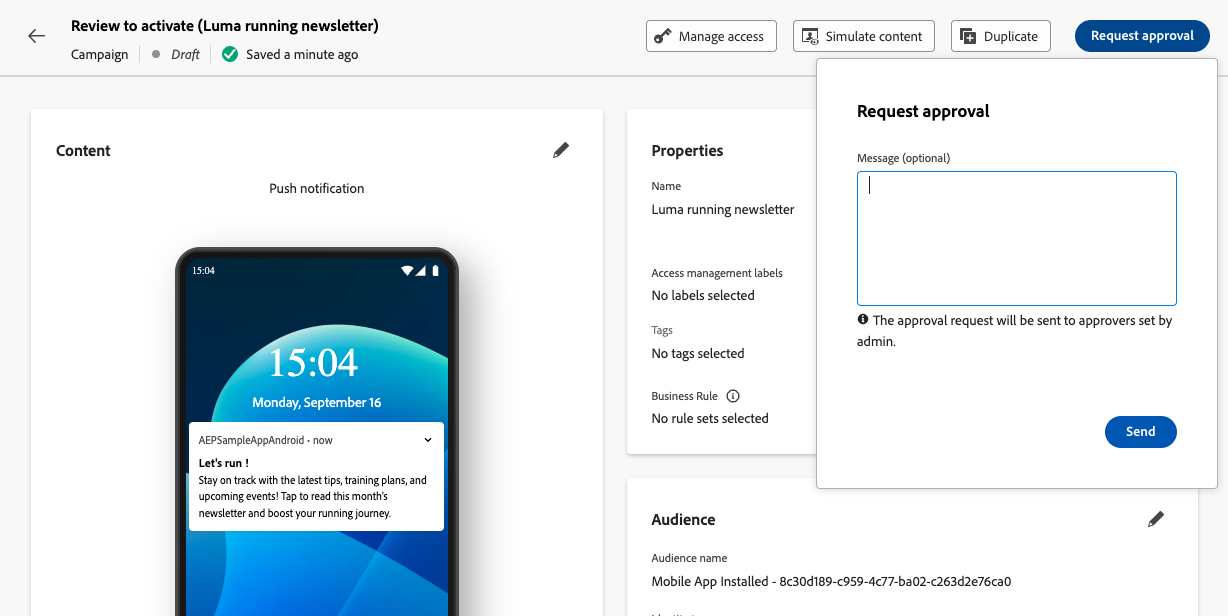 Review to activate (Luma running newsletter)
Campaign
Draft
Saved a minute ago
Manage access
Simulate content
Duplicate
Request approval
Content
Push notification
15:04
15:04
Monday, September 16
AEPSampleAppAndroid • now
Let's run !
Stay on track with the latest tips, training plans, and
upcoming events! Tap to read this month's
newsletter and boost your running journey.
Properties
Name
Luma running newsletter
Access management labels
No labels selected
Tags
No tags selected
Business Rule
No rule sets selected
Request approval
Message (optional)
The approval request will be sent to approvers set by
admin.
Send
Audience
Audience name
Mobile App Installed - 8c30d189-c959-4c77-ba02-c263d2e76ca0